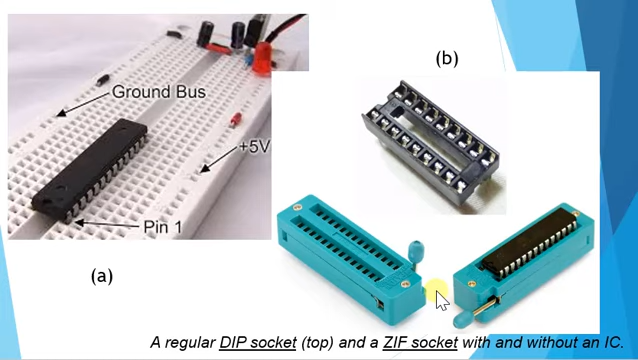 (b)
Ground Bus
+5V
Pin 1
(a)
A regular DIP socket (top) and a ZIF socket with and without an IC.